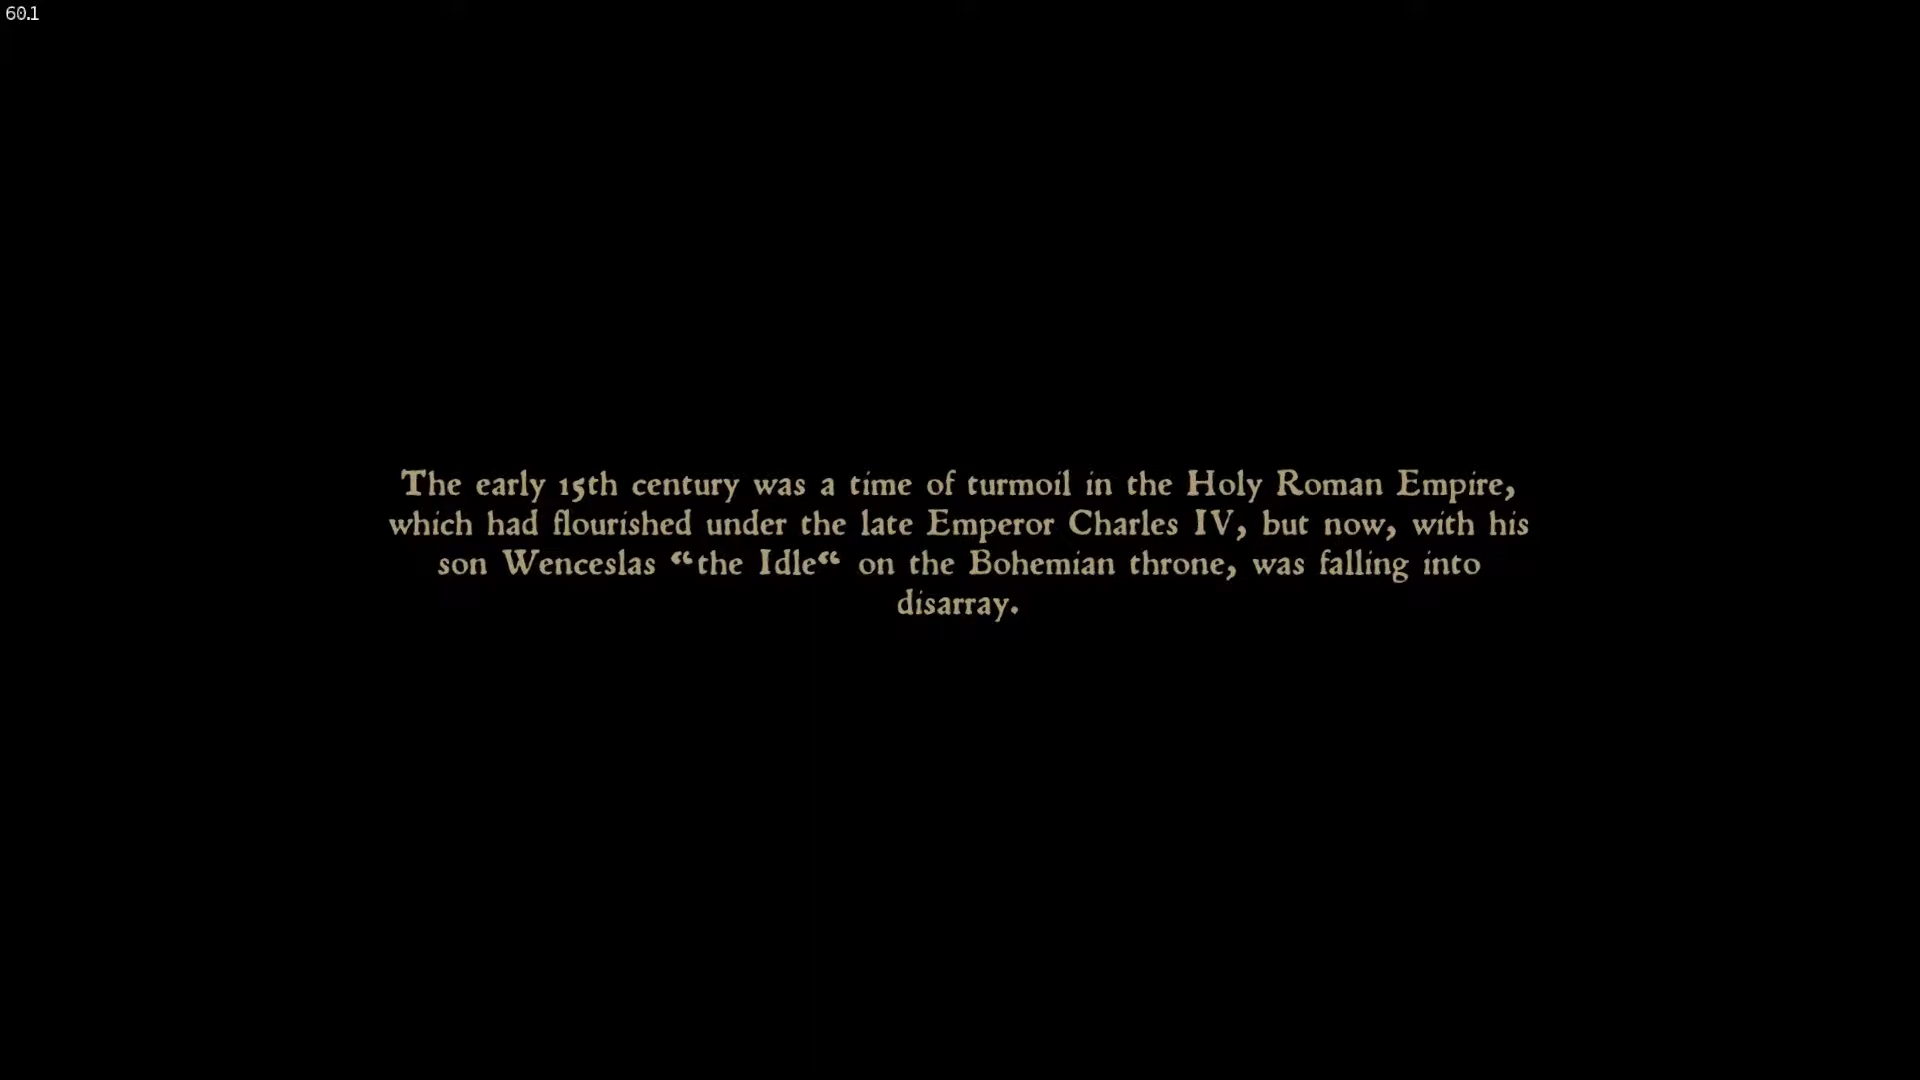 60.1
The early 15th century was a time of turmoil in the Holy Roman Empire,
which had flourished under the late Emperor Charles IV, but now, with his
son Wenceslas “the Idle“ on the Bohemian throne, was falling into
disarray.